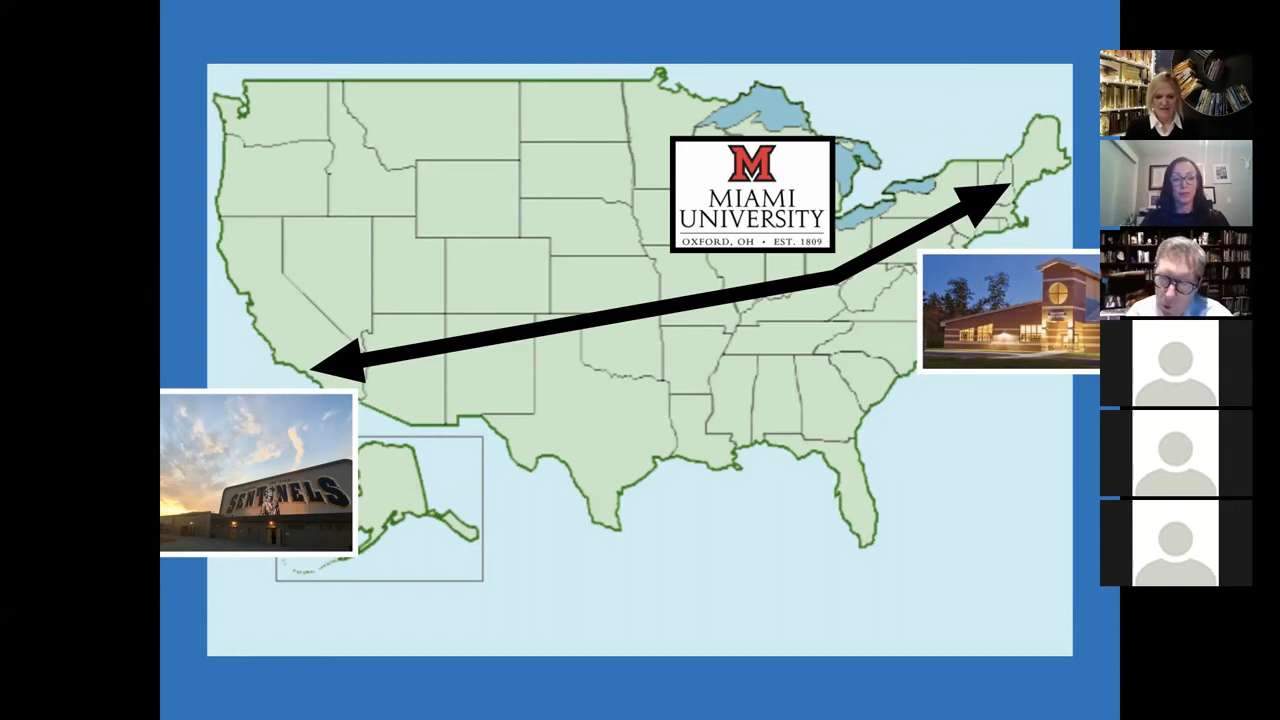 M
MIAMI
UNIVERSITY
OXFORD, OH • EST. 1809
SENTINELS